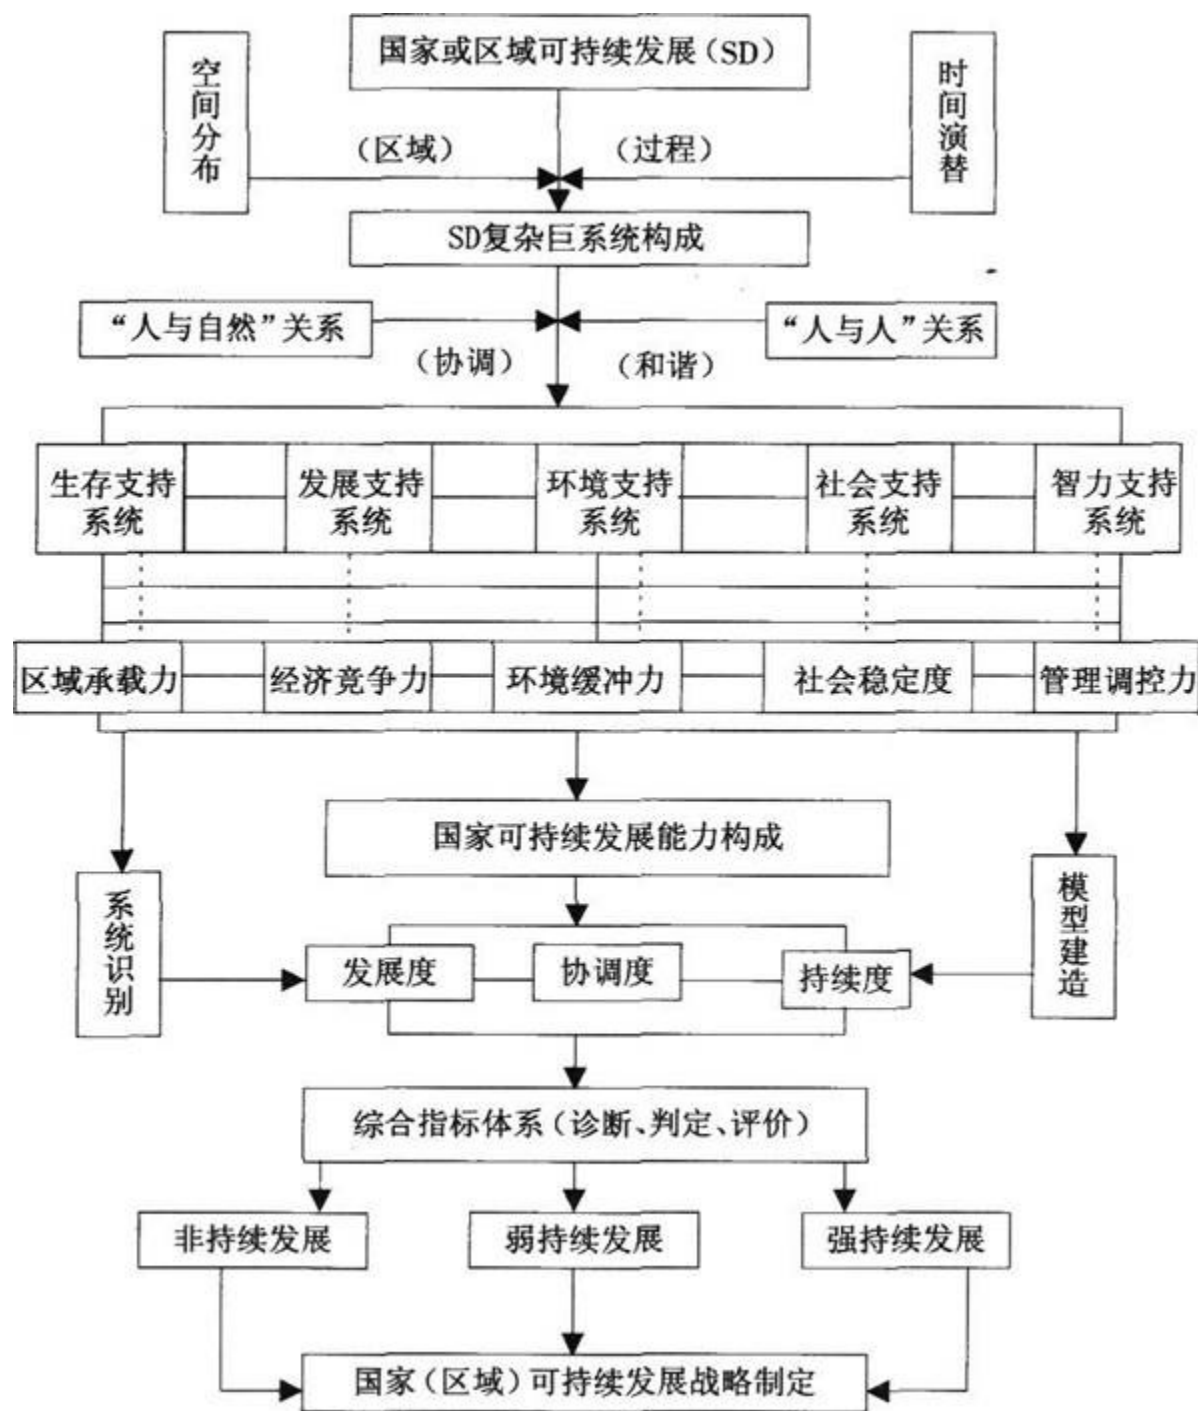 国家或区域可持续发展(SD)
空间分布
时间演替
(区域)
(过程)
SD复杂巨系统构成
“人与自然”关系
“人与人”关系
(协调)
(和谐)
生存支持
系统
发展支持
系统
环境支持
系统
社会支持
系统
智力支持
系统
区域承载力
经济竞争力
环境缓冲力
社会稳定度
管理调控力
国家可持续发展能力构成
系统识别
模型建造
发展度
协调度
持续度
综合指标体系(诊断、判定、评价)
非持续发展
弱持续发展
强持续发展
国家(区域)可持续发展战略制定